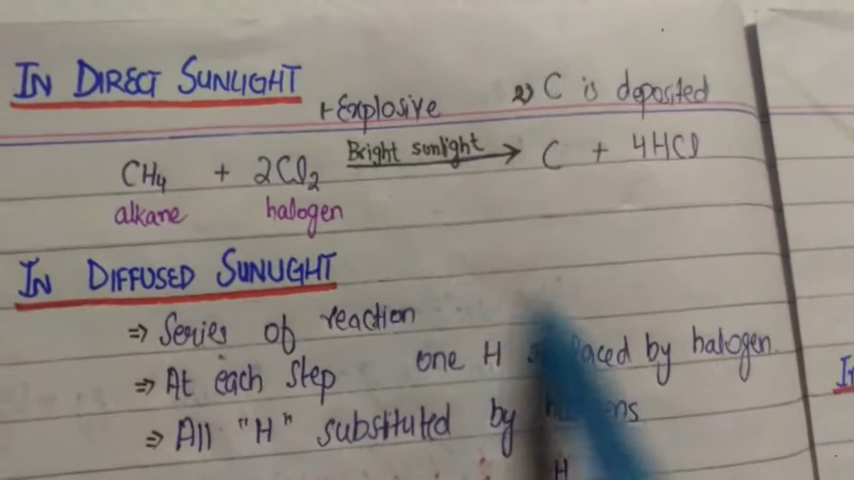 IN DIRECT SUNLIGHT
1- Explosive 2) C is deposited
CH4 + 2Cl2 Bright sunlight → C + 4HCl
alkane halogen
IN DIFFUSED SUNLIGHT
⇒ Series of reaction
⇒ At each step one H by halogen
⇒ All "H" substituted by
H